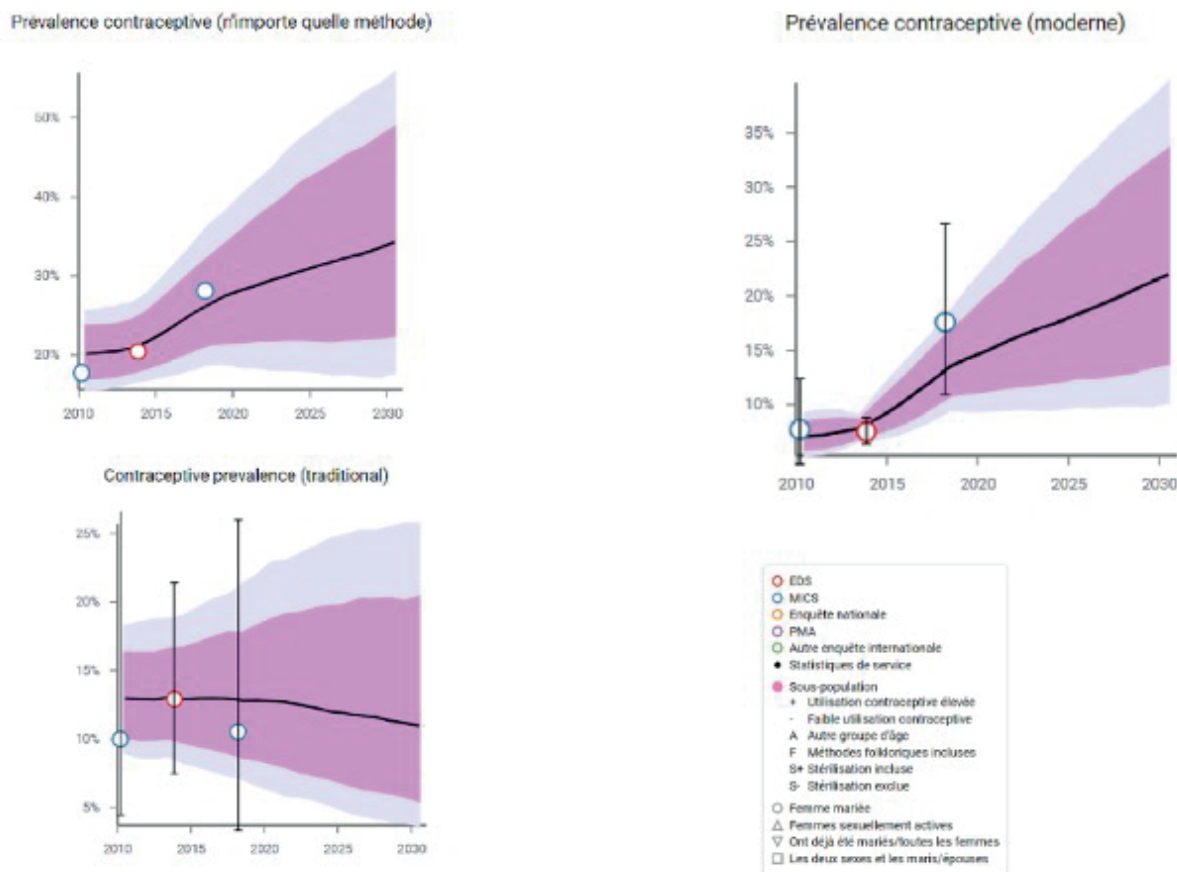 Prévalence contraceptive (n'importe quelle méthode)
50%
40%
30%
20%
2010 2015 2020 2025 2030
Prévalence contraceptive (moderne)
35%
30%
25%
20%
15%
10%
2010 2015 2020 2025 2030
Contraceptive prevalence (traditional)
25%
20%
15%
10%
5%
2010 2015 2020 2025 2030
EDS
MICS
Enquête nationale
PMA
Autre enquête internationale
Statistiques de service
Sous-population
+ Utilisation contraceptive élevée
- Faible utilisation contraceptive
A Autre groupe d'âge
F Méthodes folkloriques incluses
S+ Stérilisation incluse
S- Stérilisation exclue
Femme mariée
Femmes sexuellement actives
Ont déjà été mariés/toutes les femmes
Les deux sexes et les maris/épouses